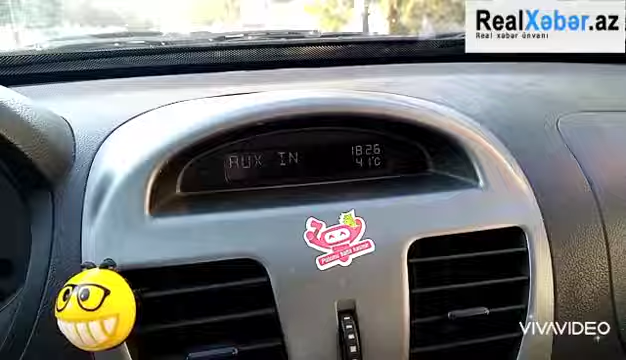 RealXəbər.az
Real xəbər ünvanı
AUX IN
18:26
41°C
VIVAVIDEO